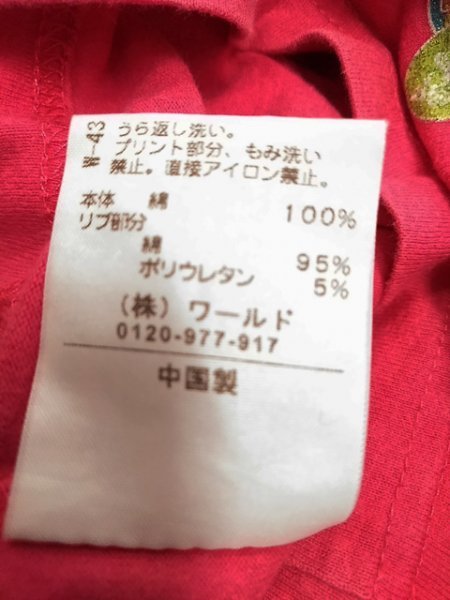 W-43
うら返し洗い。
プリント部分、もみ洗い
禁止。直接アイロン禁止。
本体 綿 100%
リブ部分
綿 95%
ポリウレタン 5%
(株) ワールド
0120-977-917
中国製